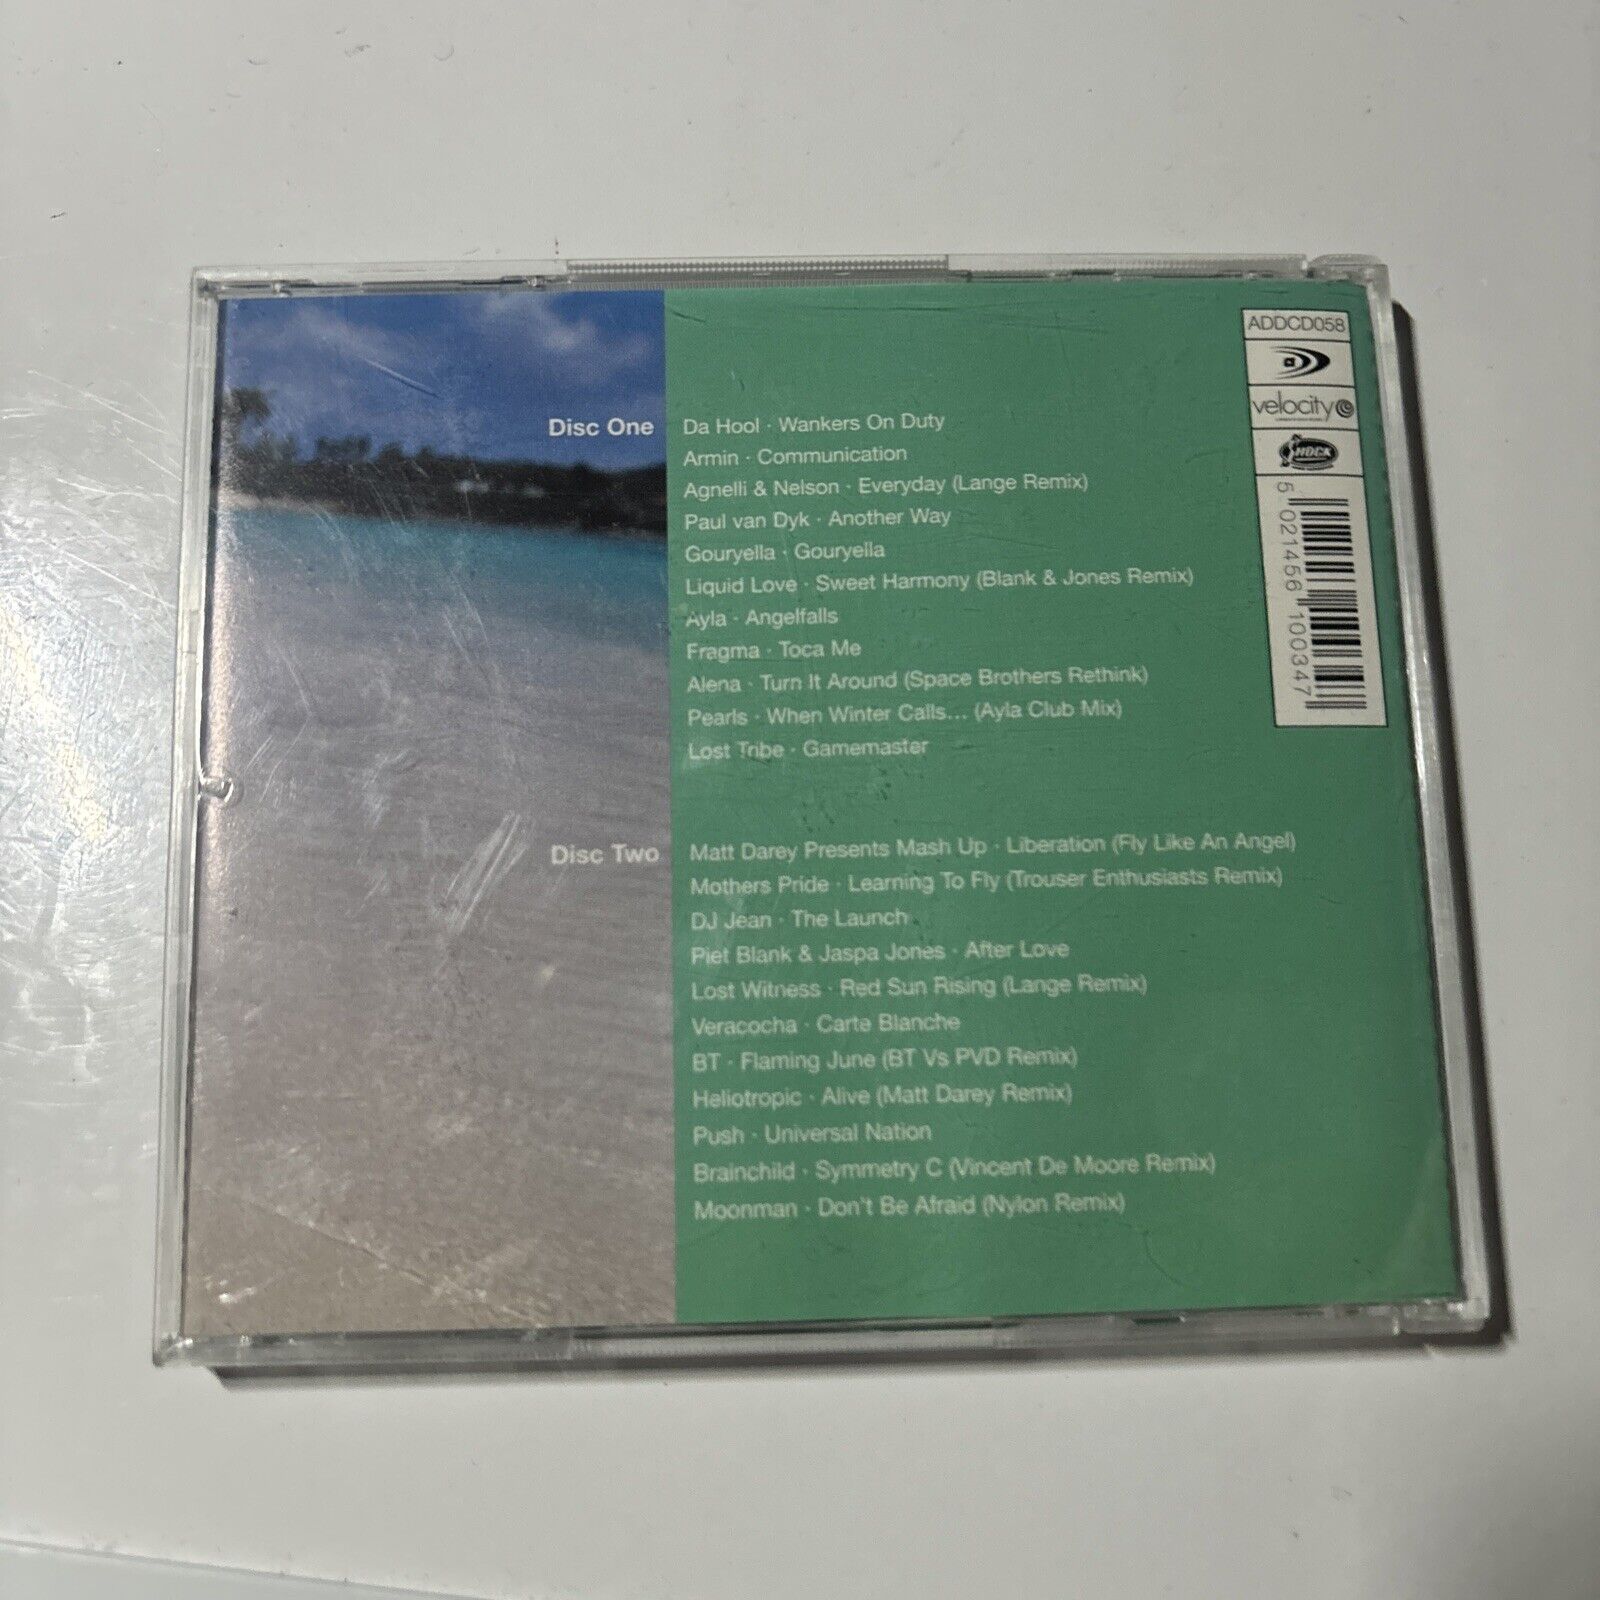 ADDCD058
velocity
SHOCK
5 021456 100347
Disc One
Da Hool · Wankers On Duty
Armin · Communication
Agnelli & Nelson · Everyday (Lange Remix)
Paul van Dyk · Another Way
Gouryella · Gouryella
Liquid Love · Sweet Harmony (Blank & Jones Remix)
Ayla · Angelfalls
Fragma · Toca Me
Alena · Turn It Around (Space Brothers Rethink)
Pearls · When Winter Calls... (Ayla Club Mix)
Lost Tribe · Gamemaster
Disc Two
Matt Darey Presents Mash Up · Liberation (Fly Like An Angel)
Mothers Pride · Learning To Fly (Trouser Enthusiasts Remix)
DJ Jean · The Launch
Piet Blank & Jaspa Jones · After Love
Lost Witness · Red Sun Rising (Lange Remix)
Veracocha · Carte Blanche
BT · Flaming June (BT Vs PVD Remix)
Heliotropic · Alive (Matt Darey Remix)
Push · Universal Nation
Brainchild · Symmetry C (Vincent De Moore Remix)
Moonman · Don't Be Afraid (Nylon Remix)